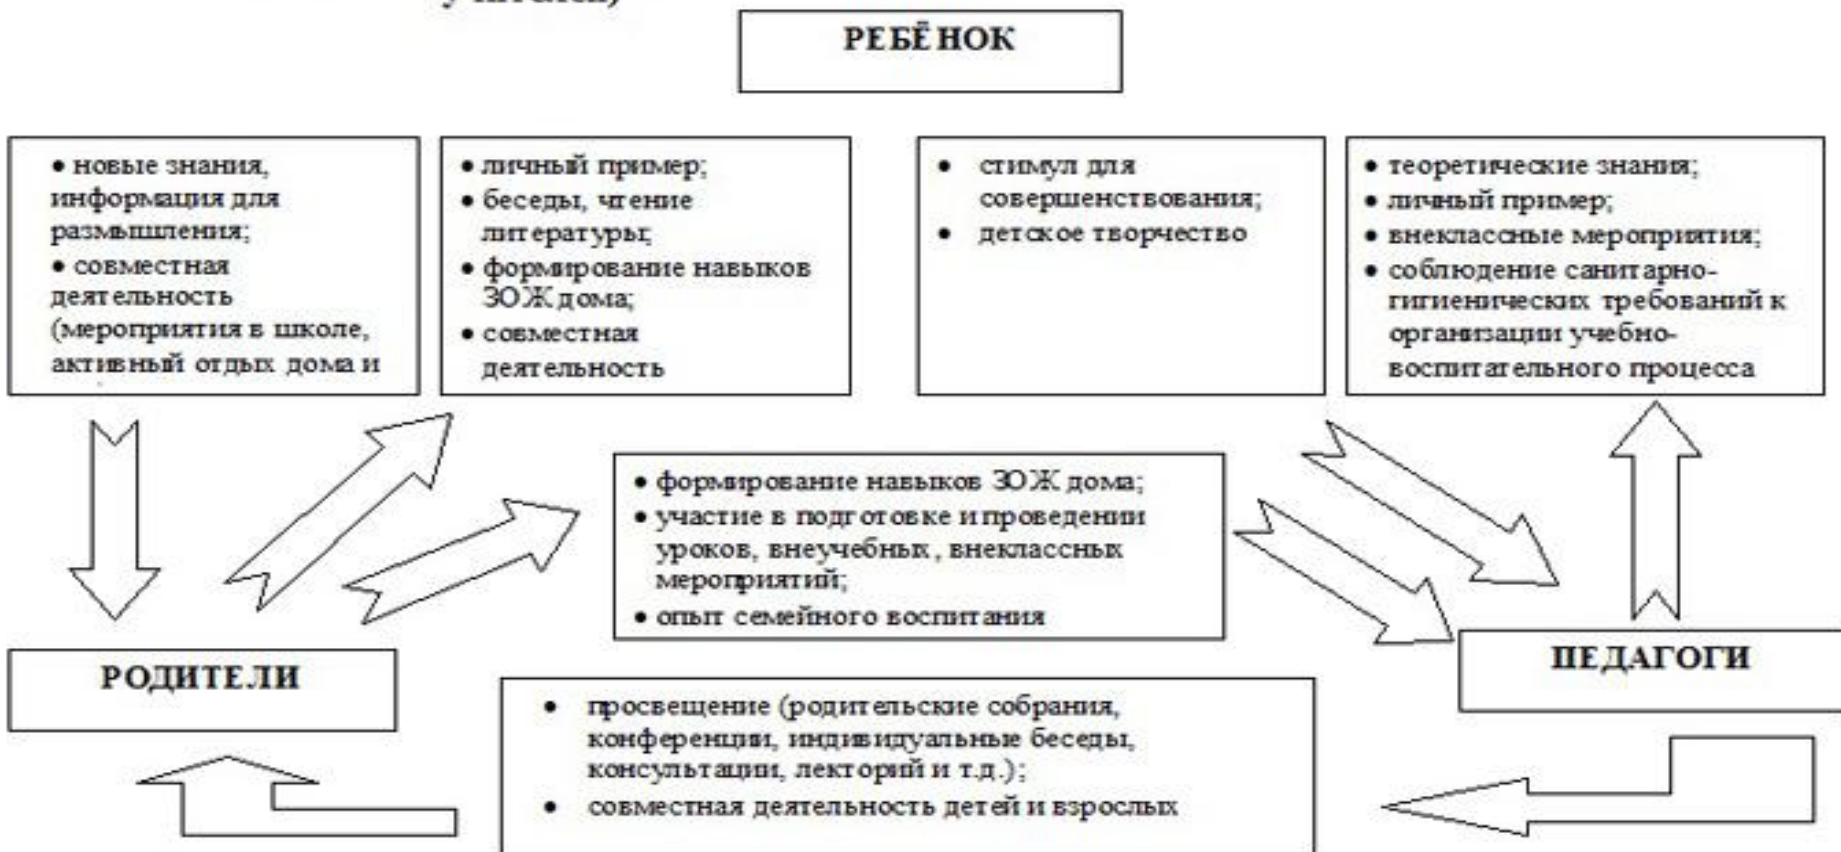 РЕБЁНОК
• новые знания,
информация для
размышления;
• совместная
деятельность
(мероприятия в школе,
активный отдых дома и
• личный пример;
• беседы, чтение
литературы;
• формирование навыков
ЗОЖ дома;
• совместная
деятельность
• стимул для
совершенствования;
• детское творчество
• теоретические знания;
• личный пример;
• внеклассные мероприятия;
• соблюдение санитарно-
гигиенических требований к
организации учебно-
воспитательного процесса
• формирование навыков ЗОЖ дома;
• участие в подготовке и проведении
уроков, внеучебных, внеклассных
мероприятий;
• опыт семейного воспитания
РОДИТЕЛИ
ПЕДАГОГИ
• просвещение (родительские собрания,
конференции, индивидуальные беседы,
консультации, лекторий и т.д.);
• совместная деятельность детей и взрослых